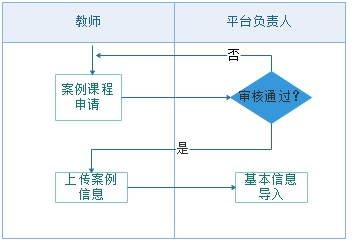 教师
平台负责人
否
案例课程
申请
审核通过？
是
上传案例
信息
基本信息
导入